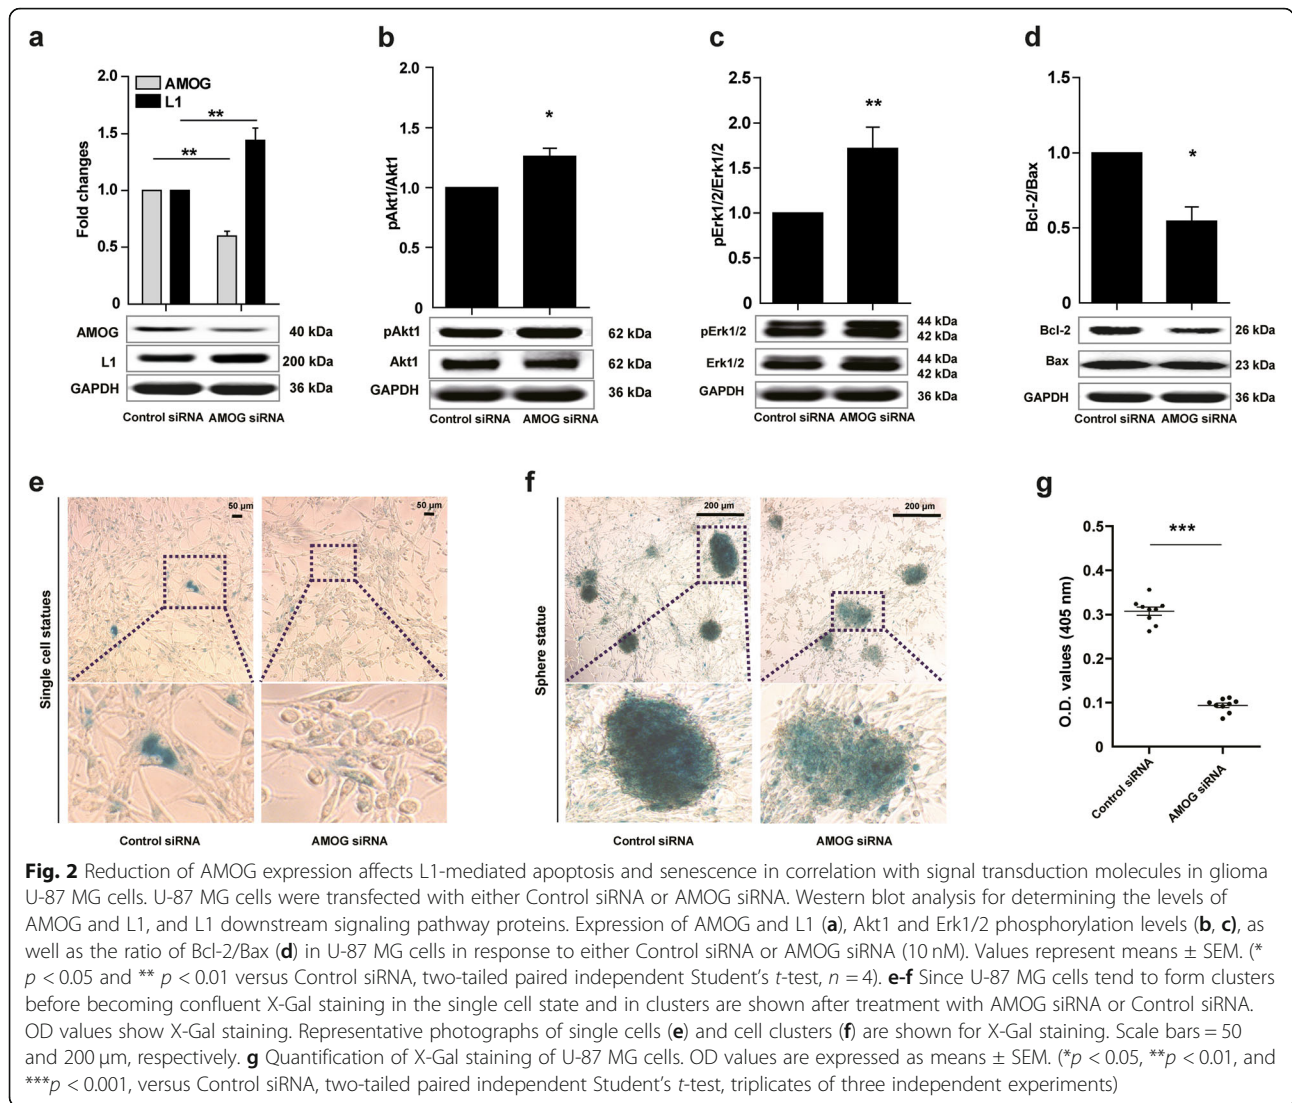 a
AMOG
L1
Fold changes
2.0
1.5
1.0
0.5
0
**
**
AMOG
40 kDa
L1
200 kDa
GAPDH
36 kDa
Control siRNA AMOG siRNA
b
pAkt1/Akt1
2.0
1.5
1.0
0.5
0
*
pAkt1
62 kDa
Akt1
62 kDa
GAPDH
36 kDa
Control siRNA AMOG siRNA
c
pErk1/2/Erk1/2
2.5
2.0
1.5
1.0
0.5
0
**
pErk1/2
44 kDa
42 kDa
Erk1/2
44 kDa
42 kDa
GAPDH
36 kDa
Control siRNA AMOG siRNA
d
Bcl-2/Bax
1.5
1.0
0.5
0
*
Bcl-2
26 kDa
Bax
23 kDa
GAPDH
36 kDa
Control siRNA AMOG siRNA
e
Single cell statues
50 µm
50 µm
Control siRNA
AMOG siRNA
f
Sphere statue
200 µm
200 µm
Control siRNA
AMOG siRNA
g
O.D. values (405 nm)
0.5
0.4
0.3
0.2
0.1
0
***
Control siRNA
AMOG siRNA
Fig. 2 Reduction of AMOG expression affects L1-mediated apoptosis and senescence in correlation with signal transduction molecules in glioma
U-87 MG cells. U-87 MG cells were transfected with either Control siRNA or AMOG siRNA. Western blot analysis for determining the levels of
AMOG and L1, and L1 downstream signaling pathway proteins. Expression of AMOG and L1 (a), Akt1 and Erk1/2 phosphorylation levels (b, c), as
well as the ratio of Bcl-2/Bax (d) in U-87 MG cells in response to either Control siRNA or AMOG siRNA (10 nM). Values represent means ± SEM. (*
p < 0.05 and ** p < 0.01 versus Control siRNA, two-tailed paired independent Student's t-test, n = 4). e-f Since U-87 MG cells tend to form clusters
before becoming confluent X-Gal staining in the single cell state and in clusters are shown after treatment with AMOG siRNA or Control siRNA.
OD values show X-Gal staining. Representative photographs of single cells (e) and cell clusters (f) are shown for X-Gal staining. Scale bars = 50
and 200 µm, respectively. g Quantification of X-Gal staining of U-87 MG cells. OD values are expressed as means ± SEM. (*p < 0.05, **p < 0.01, and
***p < 0.001, versus Control siRNA, two-tailed paired independent Student's t-test, triplicates of three independent experiments)